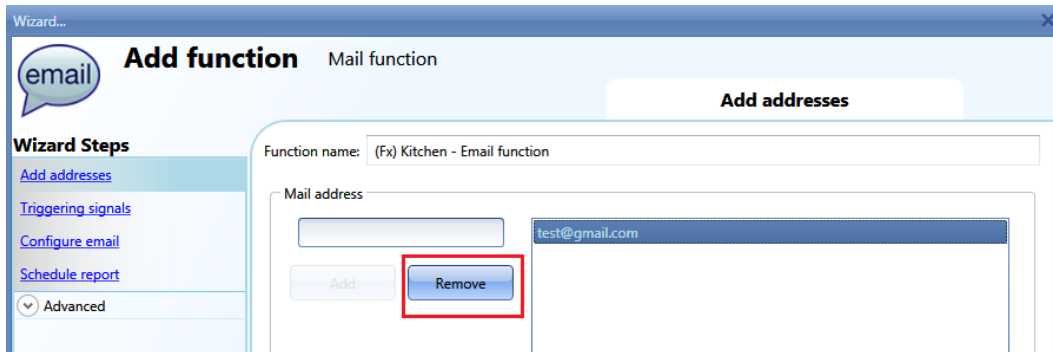 Wizard...
email
Add function
Mail function
Add addresses
Wizard Steps
Add addresses
Triggering signals
Configure email
Schedule report
Advanced
Function name: (Fx) Kitchen - Email function
Mail address
test@gmail.com
Add
Remove